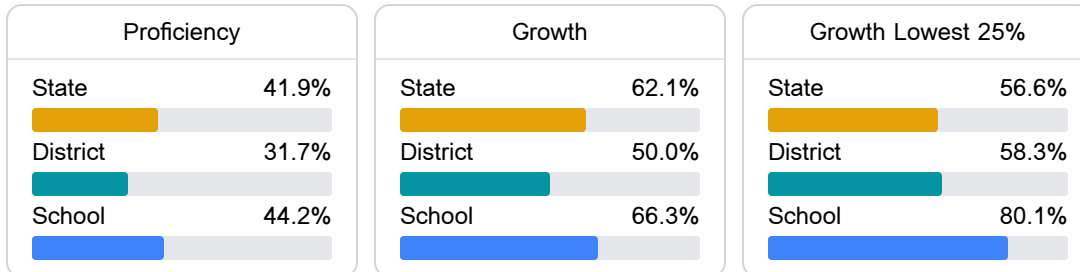 Proficiency
State 41.9%
District 31.7%
School 44.2%
Growth
State 62.1%
District 50.0%
School 66.3%
Growth Lowest 25%
State 56.6%
District 58.3%
School 80.1%